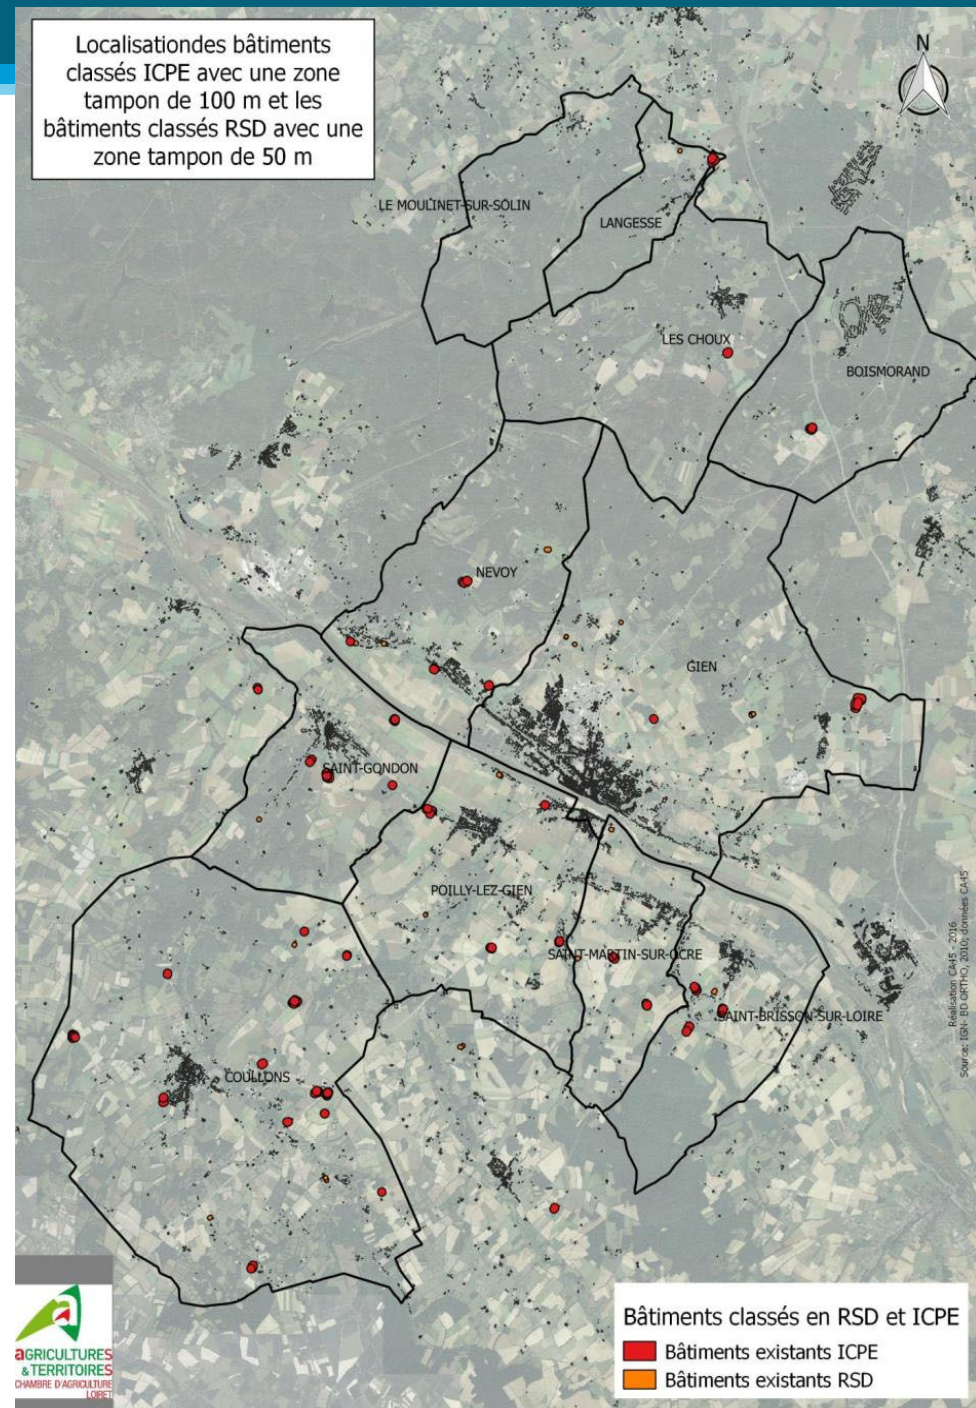 Localisationdes bâtiments
classés ICPE avec une zone
tampon de 100 m et les
bâtiments classés RSD avec une
zone tampon de 50 m
N
LE MOULINET-SUR-SOLIN
LANGESSE
LES CHOUX
BOISMORAND
NEVOY
GIEN
SAINT-GONDON
POILLY-LEZ-GIEN
SAINT-MARTIN-SUR-OCRE
SAINT-BRISSON-SUR-LOIRE
COULLONS
Réalisation CA45 - 2016
Source: IGN- BD ORTHO, 2010; données CA45
Bâtiments classés en RSD et ICPE
Bâtiments existants ICPE
Bâtiments existants RSD
aGRICULTURES
& TERRITOIRES
CHAMBRE D'AGRICULTURE
LOIRET